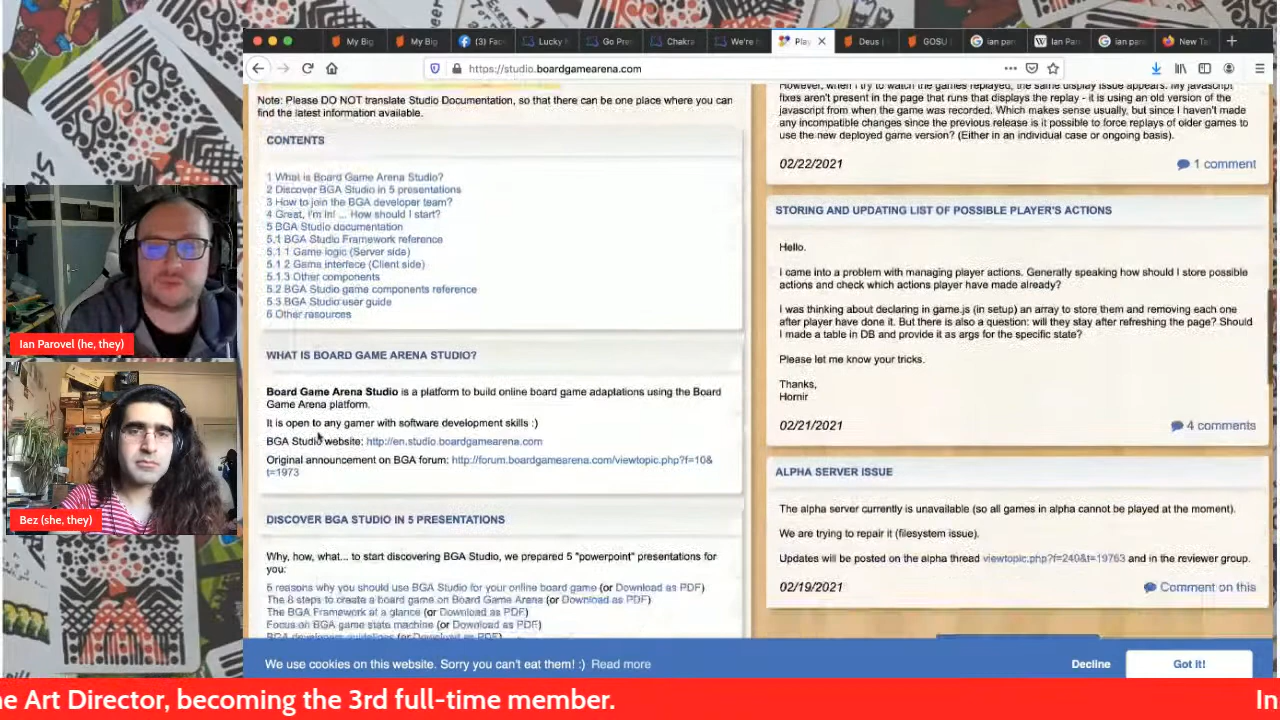 My Big
My Big
(3) Fac
Lucky
Go Pre
Chakra
We're
Play
Deus
GOSU
ian par
Ian Par
ian par
New Ta
https://studio.boardgamearena.com
Note: Please DO NOT translate Studio Documentation, so that there can be one place where you can
find the latest information available.
CONTENTS
1 What is Board Game Arena Studio?
2 Discover BGA Studio in 5 presentations
3 How to join the BGA developer team?
4 Great, I'm in! ... How should I start?
5 BGA Studio documentation
5.1 BGA Studio Framework reference
5.1.1 Game logic (Server side)
5.1.2 Game interface (Client side)
5.1.3 Other components
5.2 BGA Studio game components reference
5.3 BGA Studio user guide
6 Other resources
WHAT IS BOARD GAME ARENA STUDIO?
Board Game Arena Studio is a platform to build online board game adaptations using the Board
Game Arena platform.
It is open to any gamer with software development skills :)
BGA Studio website: http://en.studio.boardgamearena.com
Original announcement on BGA forum: http://forum.boardgamearena.com/viewtopic.php?f=10&
t=1973
DISCOVER BGA STUDIO IN 5 PRESENTATIONS
Why, how, what... to start discovering BGA Studio, we prepared 5 "powerpoint" presentations for
you:
5 reasons why you should use BGA Studio for your online board game (or Download as PDF)
The 8 steps to create a board game on Board Game Arena (or Download as PDF)
The BGA Framework at a glance (or Download as PDF)
Focus on BGA game state machine (or Download as PDF)
BGA developers guidelines (or Download as PDF)
However, when I try to watch the games replayed, the same display issue appears. My javascript
fixes aren't present in the page that runs that displays the replay - it is using an old version of the
javascript from when the game was recorded. Which makes sense usually, but since I haven't made
any incompatible changes since the previous release is it possible to force replays of older games to
use the new deployed game version? (Either in an individual case or ongoing basis).
02/22/2021
1 comment
STORING AND UPDATING LIST OF POSSIBLE PLAYER'S ACTIONS
Hello.
I came into a problem with managing player actions. Generally speaking how should I store possible
actions and check which actions player have made already?
I was thinking about declaring in game.js (in setup) an array to store them and removing each one
after player have done it. But there is also a question: will they stay after refreshing the page? Should
I made a table in DB and provide it as args for the specific state?
Please let me know your tricks.
Thanks,
Hornir
02/21/2021
4 comments
ALPHA SERVER ISSUE
The alpha server currently is unavailable (so all games in alpha cannot be played at the moment).
We are trying to repair it (filesystem issue).
Updates will be posted on the alpha thread viewtopic.php?f=240&t=19763 and in the reviewer group.
02/19/2021
Comment on this
We use cookies on this website. Sorry you can't eat them! :) Read more
Decline
Got it!
Ian Parovel (he, they)
Bez (she, they)
e Art Director, becoming the 3rd full-time member.
In